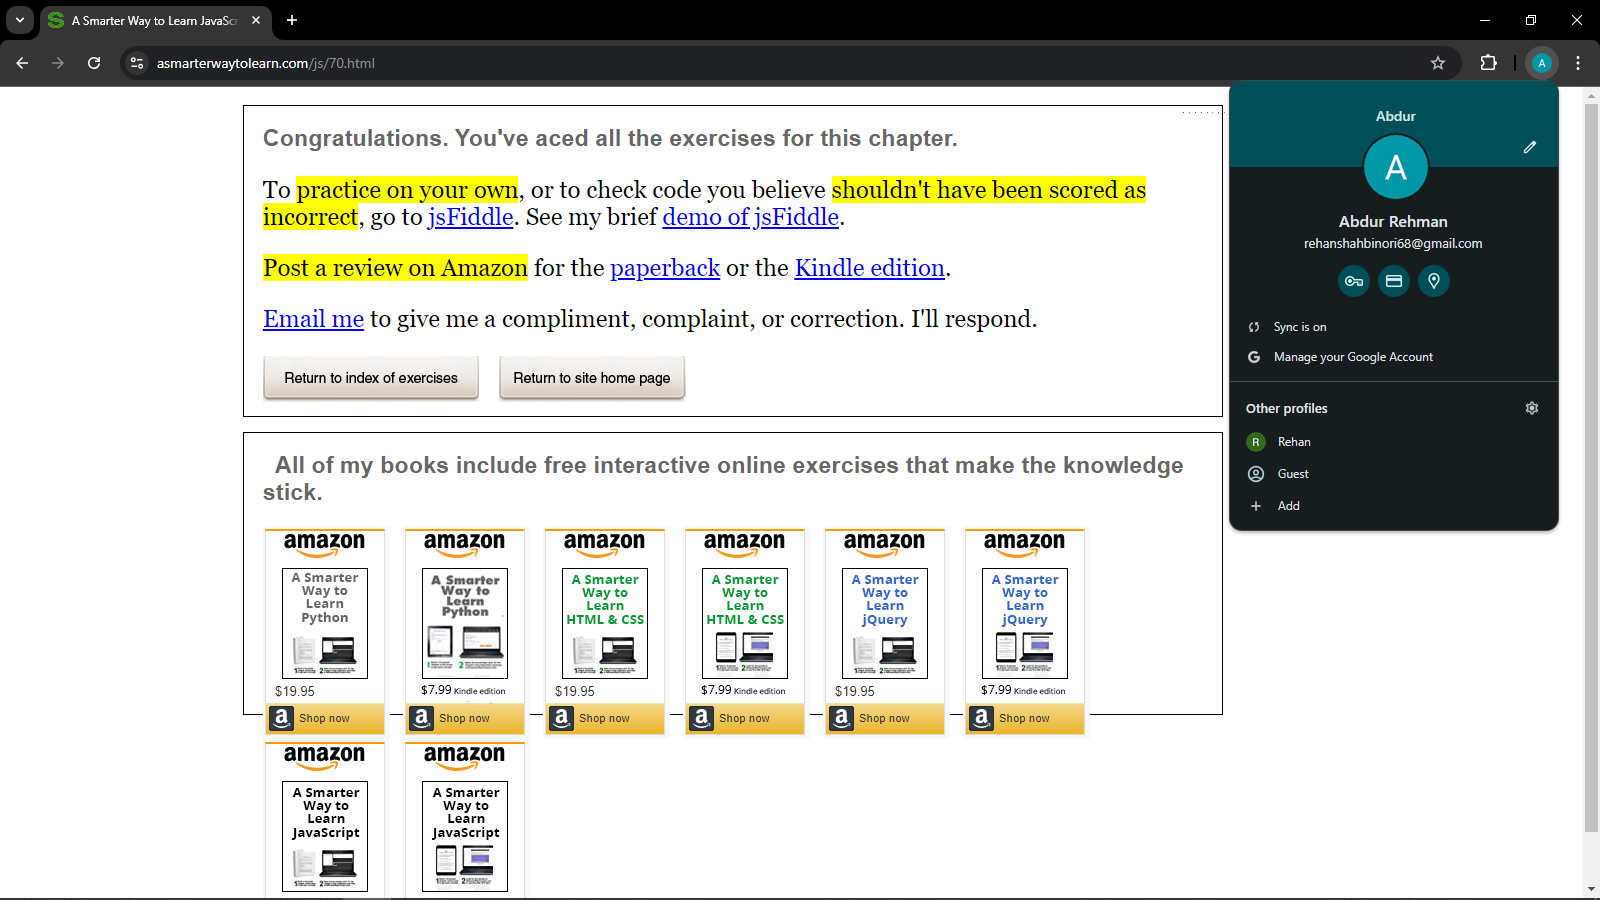 A Smarter Way to Learn JavaSc
asmarterwaytolearn.com/js/70.html
A
Congratulations. You've aced all the exercises for this chapter.
To practice on your own, or to check code you believe shouldn't have been scored as
incorrect, go to jsFiddle. See my brief demo of jsFiddle.
Post a review on Amazon for the paperback or the Kindle edition.
Email me to give me a compliment, complaint, or correction. I'll respond.
Return to index of exercises
Return to site home page
Abdur
A
Abdur Rehman
rehanshahbinori68@gmail.com
Sync is on
G Manage your Google Account
Other profiles
R Rehan
Guest
+ Add
All of my books include free interactive online exercises that make the knowledge
stick.
amazon
A Smarter
Way to
Learn
Python
$19.95
a Shop now
amazon
A Smarter
Way to
Learn
Python
$7.99 Kindle edition
a Shop now
amazon
A Smarter
Way to
Learn
HTML & CSS
$19.95
a Shop now
amazon
A Smarter
Way to
Learn
HTML & CSS
$7.99 Kindle edition
a Shop now
amazon
A Smarter
Way to
Learn
jQuery
$19.95
a Shop now
amazon
A Smarter
Way to
Learn
jQuery
$7.99 Kindle edition
a Shop now
amazon
A Smarter
Way to
Learn
JavaScript
amazon
A Smarter
Way to
Learn
JavaScript